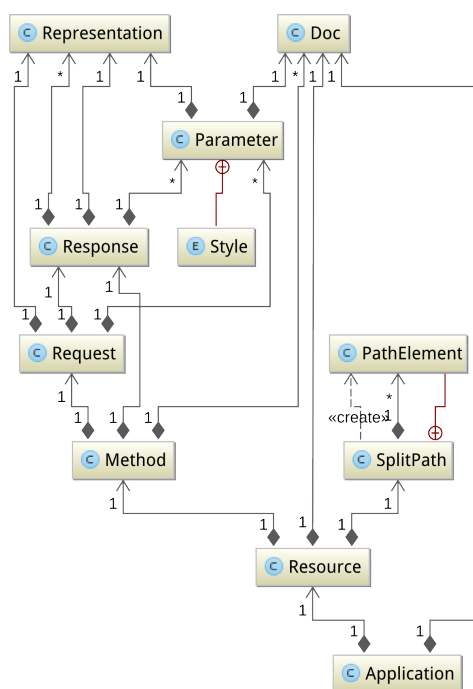 C Representation
C Doc
1
*
1
1
1
*
1
1
1
1
C Parameter
*
*
1
1
1
C Response
E Style
1
1
1
1
1
C Request
C PathElement
1
*
«create»
1
1
1
1
C Method
C SplitPath
1
1
1
1
1
C Resource
1
1
1
C Application